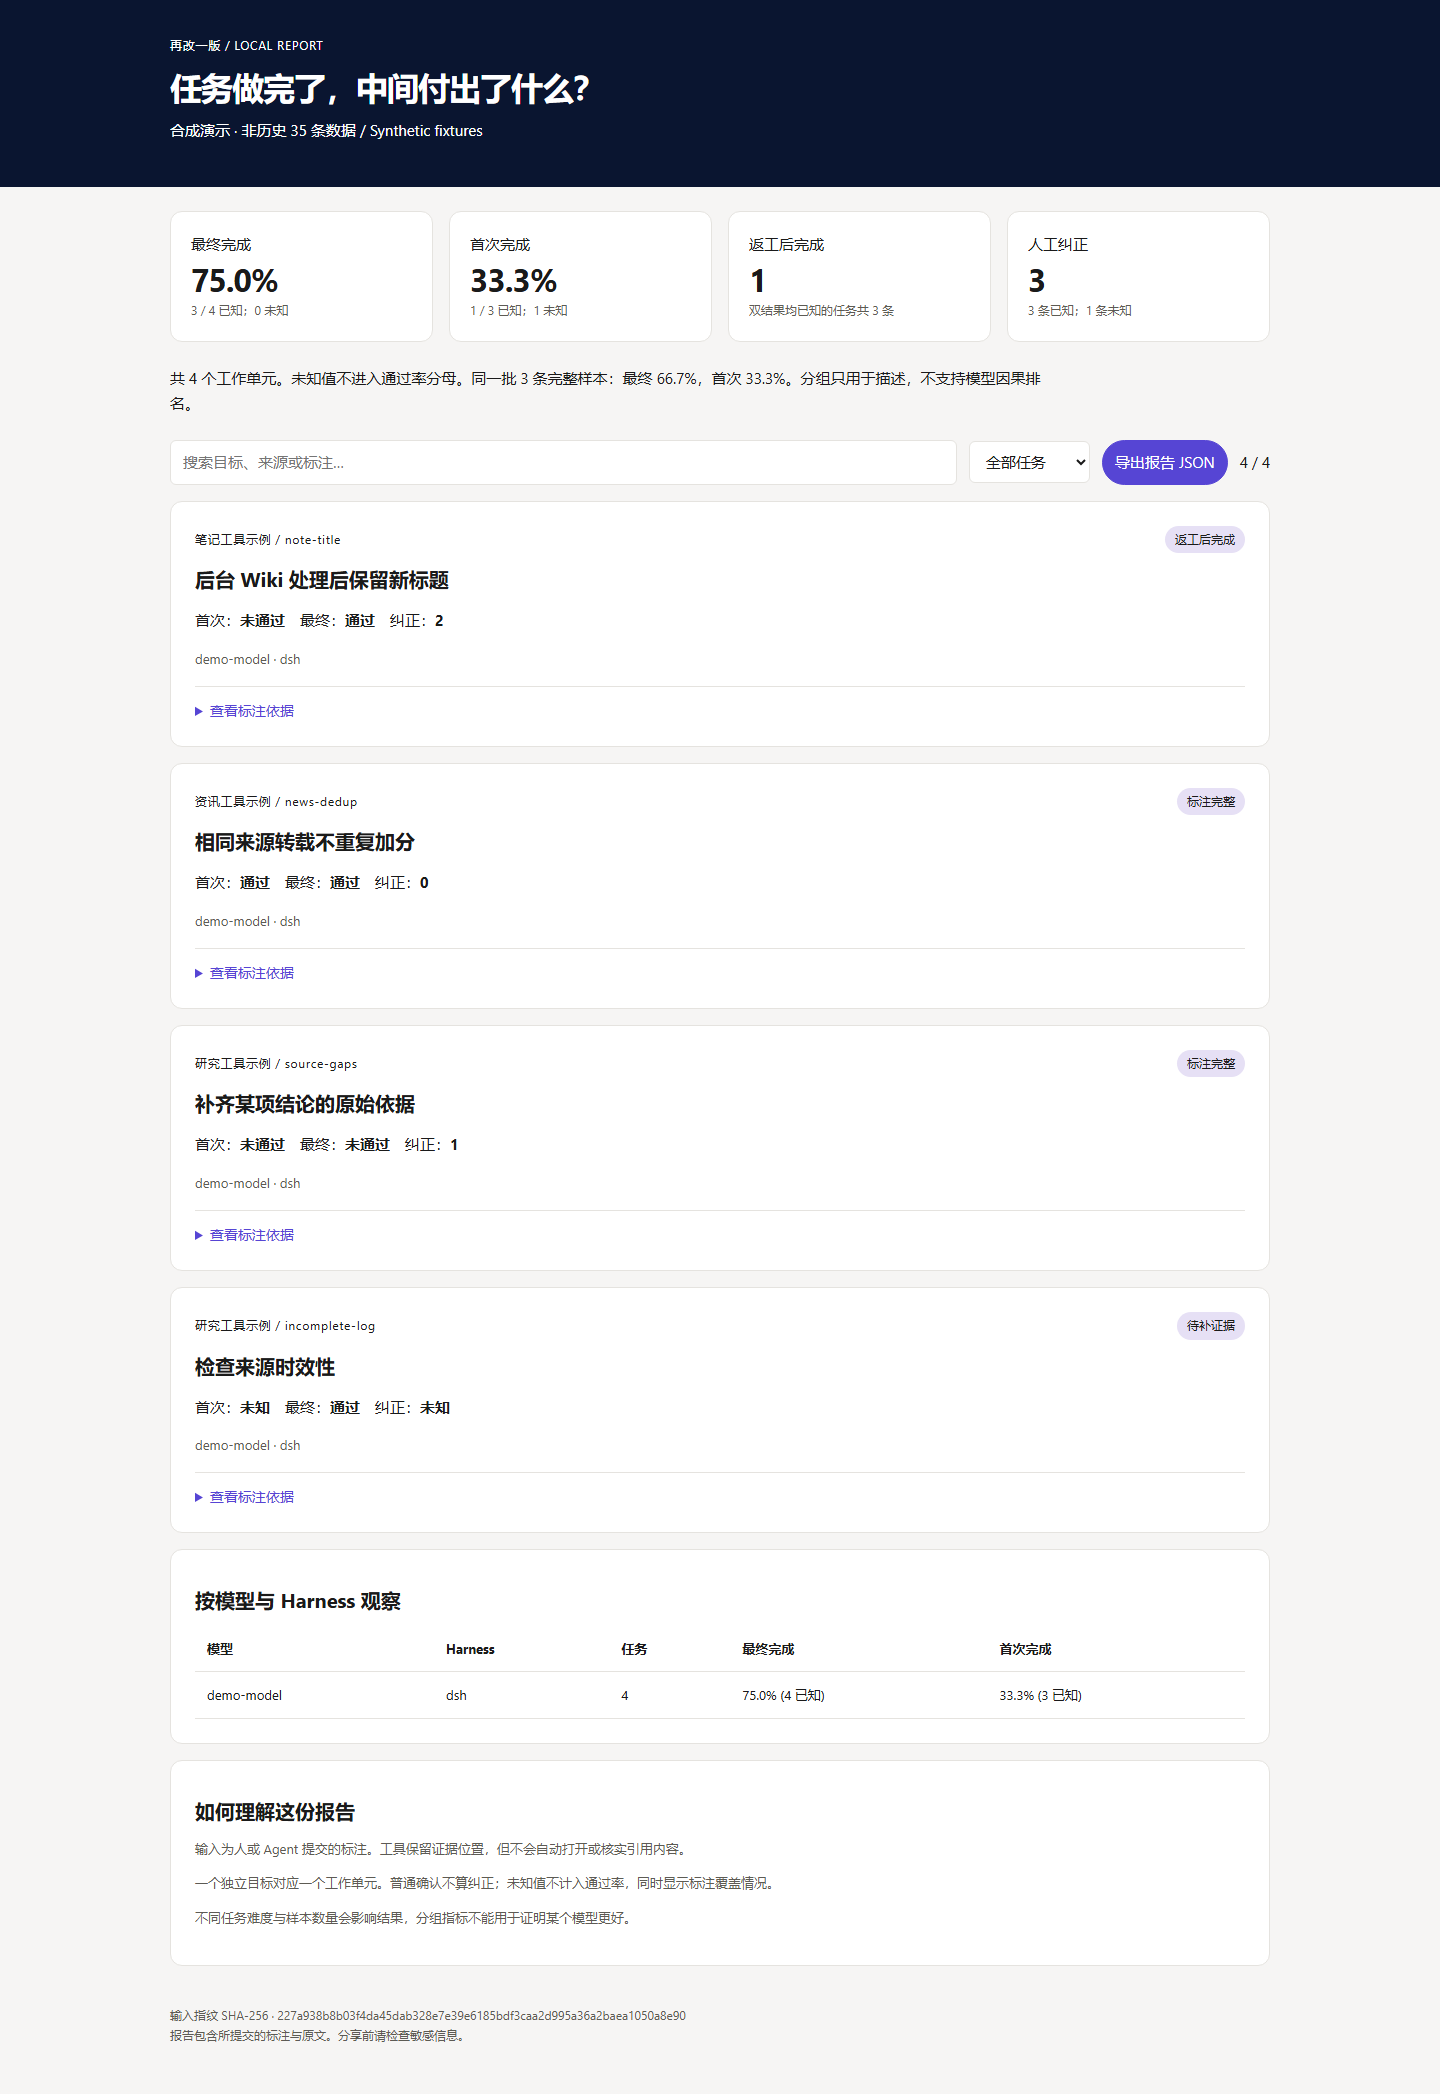 再改一版 / LOCAL REPORT
任务做完了，中间付出了什么？
合成演示 · 非历史 35 条数据 / Synthetic fixtures
最终完成
75.0%
3 / 4 已知；0 未知
首次完成
33.3%
1 / 3 已知；1 未知
返工后完成
1
双结果均已知的任务共 3 条
人工纠正
3
3 条已知；1 条未知
共 4 个工作单元。未知值不进入通过率分母。同一批 3 条完整样本：最终 66.7%，首次 33.3%。分组只用于描述，不支持模型因果排
名。
搜索目标、来源或标注...
全部任务
导出报告 JSON
4 / 4
笔记工具示例 / note-title
返工后完成
后台 Wiki 处理后保留新标题
首次：未通过 最终：通过 纠正：2
demo-model · dsh
查看标注依据
资讯工具示例 / news-dedup
标注完整
相同来源转载不重复加分
首次：通过 最终：通过 纠正：0
demo-model · dsh
查看标注依据
研究工具示例 / source-gaps
标注完整
补齐某项结论的原始依据
首次：未通过 最终：未通过 纠正：1
demo-model · dsh
查看标注依据
研究工具示例 / incomplete-log
待补证据
检查来源时效性
首次：未知 最终：通过 纠正：未知
demo-model · dsh
查看标注依据
按模型与 Harness 观察
模型 Harness 任务 最终完成 首次完成
demo-model dsh 4 75.0% (4 已知) 33.3% (3 已知)
如何理解这份报告
输入为人或 Agent 提交的标注。工具保留证据位置，但不会自动打开或核实引用内容。
一个独立目标对应一个工作单元。普通确认不算纠正；未知值不计入通过率，同时显示标注覆盖情况。
不同任务难度与样本数量会影响结果，分组指标不能用于证明某个模型更好。
输入指纹 SHA-256 · 227a938b8b03f4da45dab328e7e39e6185bdf3caa2d995a36a2baea1050a8e90
报告包含所提交的标注与原文。分享前请检查敏感信息。